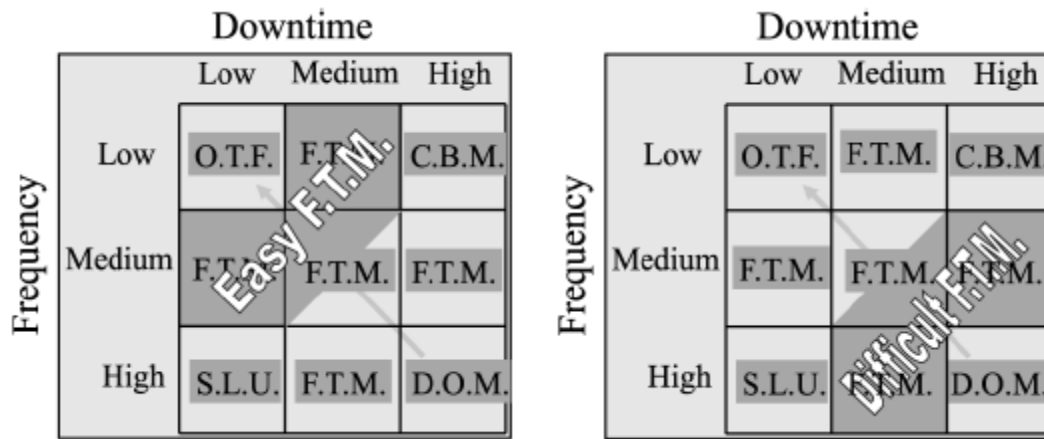 Downtime
Low Medium High
Frequency
Low O.T.F. F.T.M. C.B.M.
Medium F.T.M. F.T.M. F.T.M.
High S.L.U. F.T.M. D.O.M.
Easy F.T.M.
Downtime
Low Medium High
Frequency
Low O.T.F. F.T.M. C.B.M.
Medium F.T.M. F.T.M. F.T.M.
High S.L.U. F.T.M. D.O.M.
Difficult F.T.M.